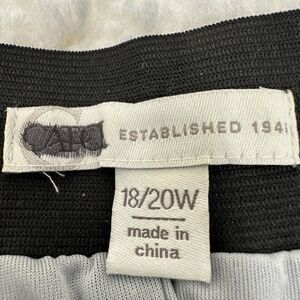 CATO ESTABLISHED 194
18/20W
made in
china